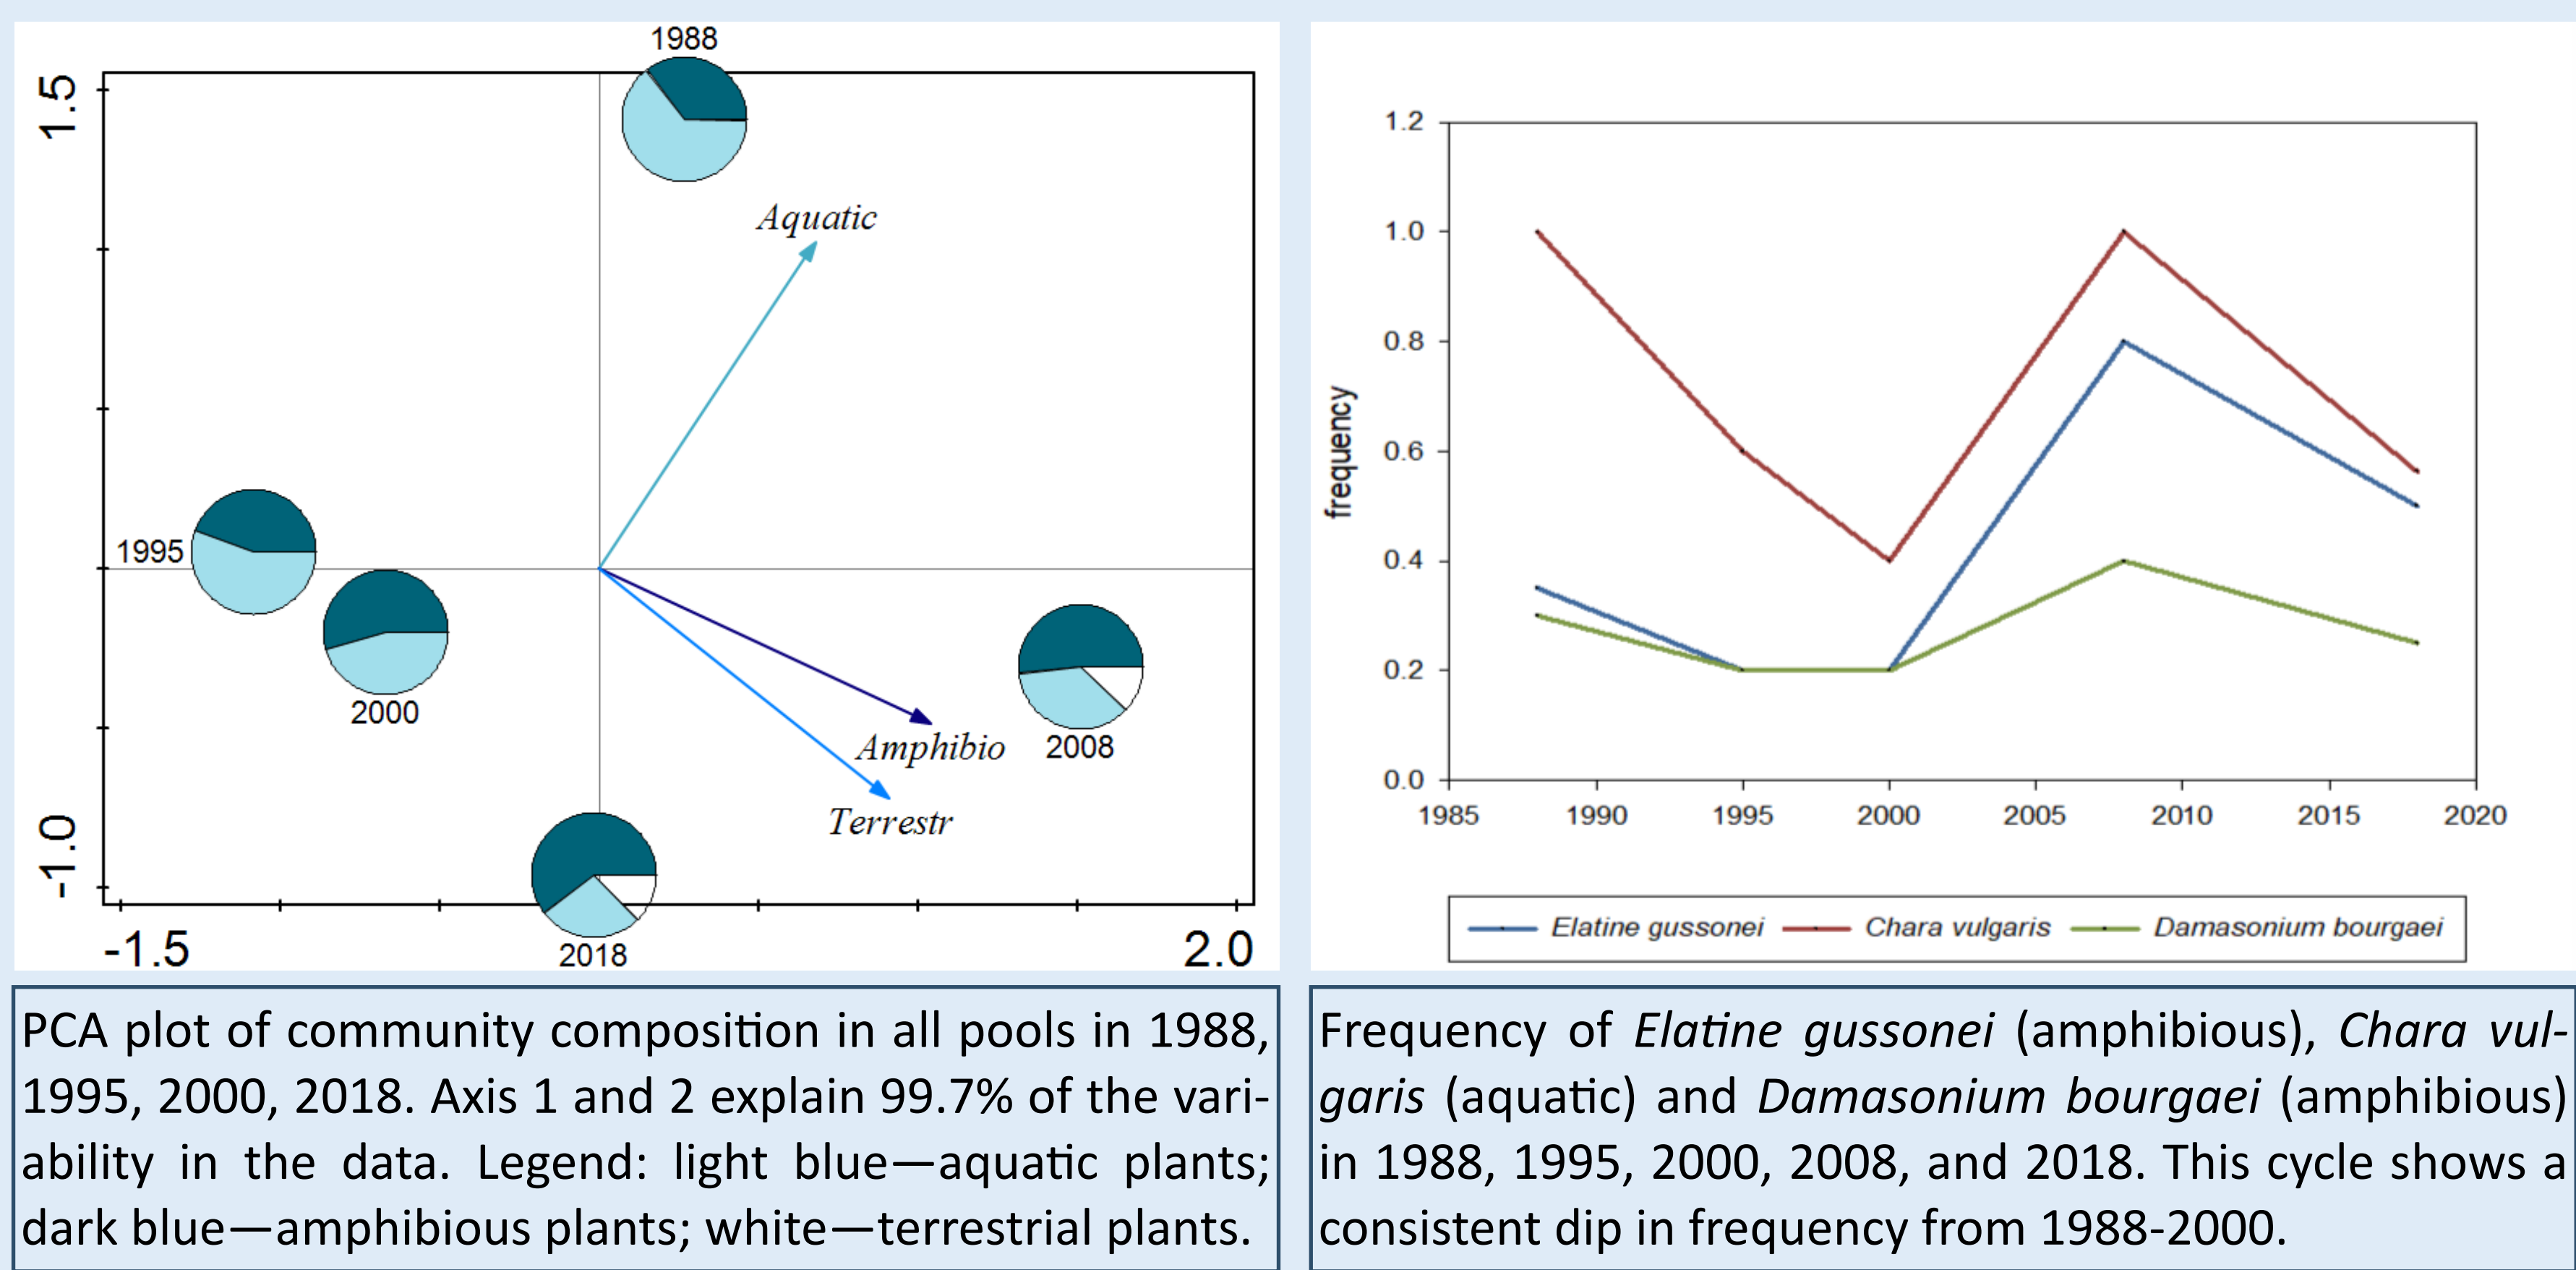 1988
1.5
Aquatic
1995
2000
Amphibio
2008
Terrestr
-1.0
-1.5
2018
2.0
PCA plot of community composition in all pools in 1988,
1995, 2000, 2018. Axis 1 and 2 explain 99.7% of the vari-
ability in the data. Legend: light blue—aquatic plants;
dark blue—amphibious plants; white—terrestrial plants.
1.2
1.0
0.8
0.6
0.4
0.2
0.0
frequency
1985 1990 1995 2000 2005 2010 2015 2020
Elatine gussonei Chara vulgaris Damasonium bourgaei
Frequency of Elatine gussonei (amphibious), Chara vul-
garis (aquatic) and Damasonium bourgaei (amphibious)
in 1988, 1995, 2000, 2008, and 2018. This cycle shows a
consistent dip in frequency from 1988-2000.